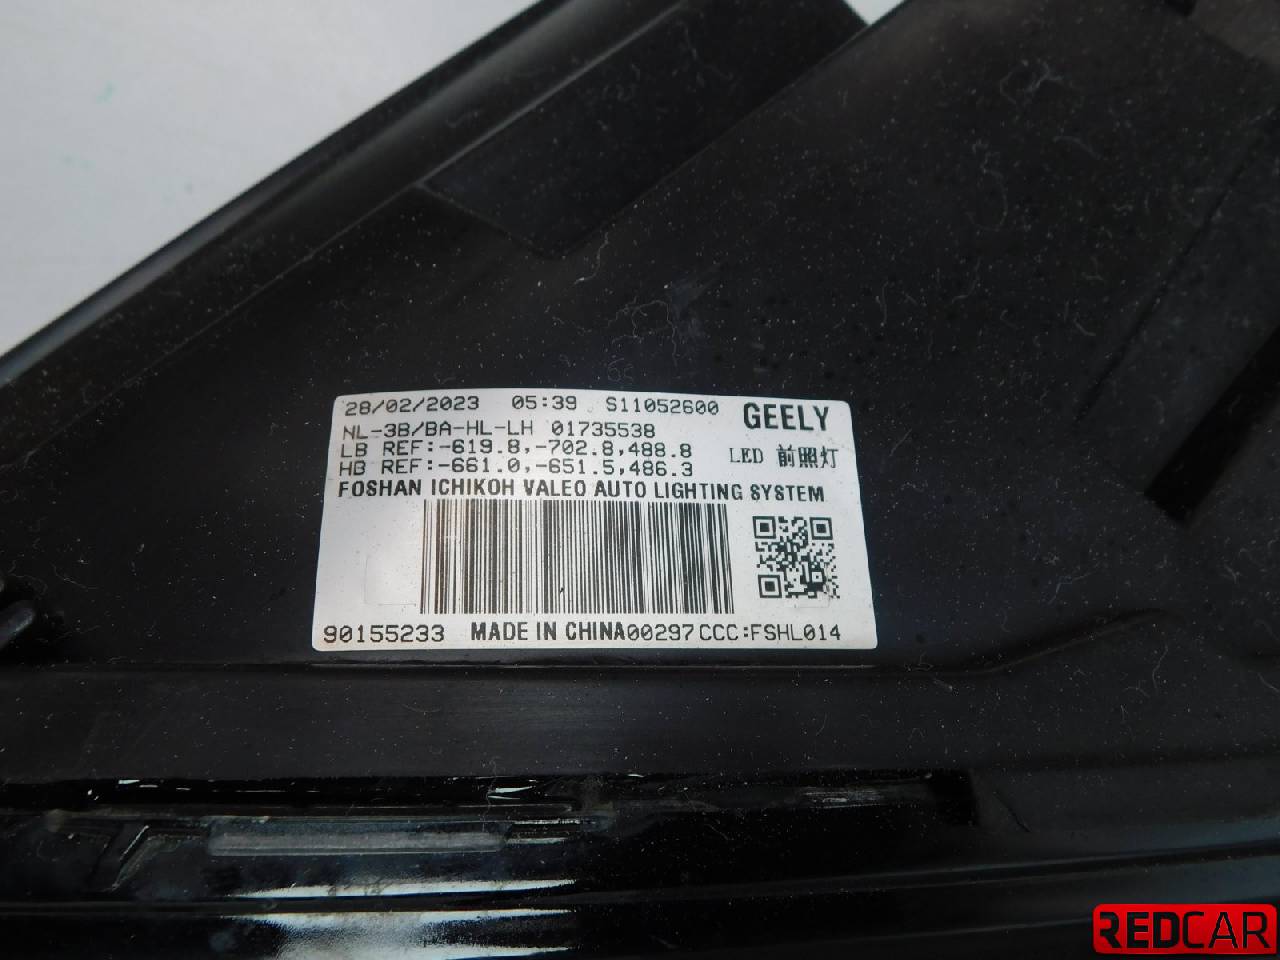 28/02/2023 05:39 S11052600 GEELY
NL-3B/BA-HL-LH 01735538
LB REF:-619.8,-702.8,488.8 LED 前照灯
HB REF:-661.0,-651.5,486.3
FOSHAN ICHIKOH VALEO AUTO LIGHTING SYSTEM
90155233 MADE IN CHINA00297 CCC:FSHL014
REDCAR